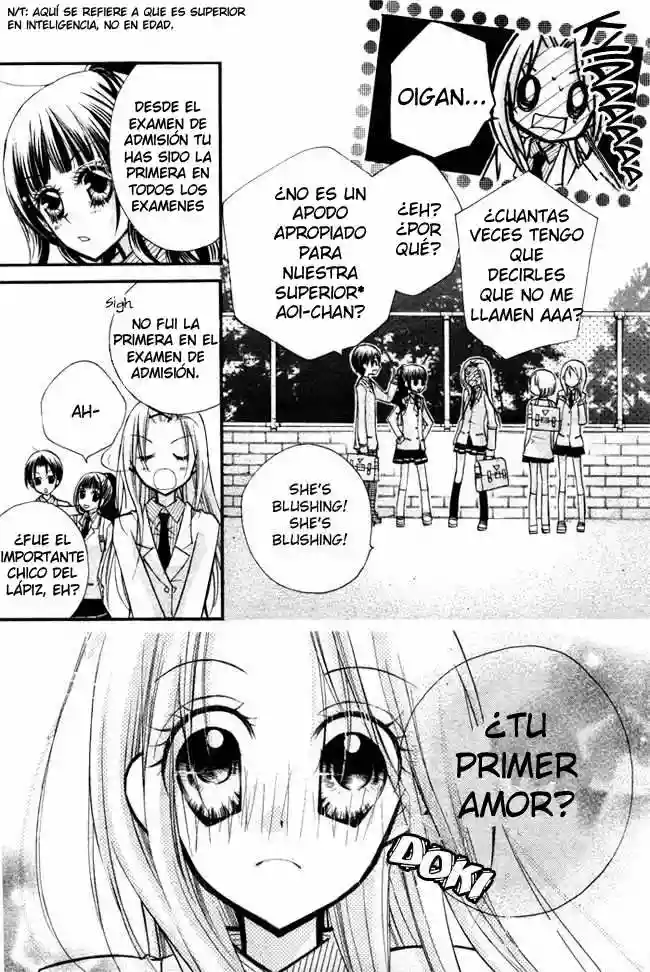 N/T: AQUÍ SE REFIERE A QUE ES SUPERIOR
EN INTELIGENCIA, NO EN EDAD.
KYAAAAAAA
OIGAN...
¿CUANTAS
VECES TENGO
QUE
DECIRLES
QUE NO ME
LLAMEN AAA?
¿EH?
¿POR
QUÉ?
¿NO ES UN
APODO
APROPIADO
PARA
NUESTRA
SUPERIOR*
AOI-CHAN?
SHE'S
BLUSHING!
SHE'S
BLUSHING!
DESDE EL
EXAMEN DE
ADMISIÓN TU
HAS SIDO LA
PRIMERA EN
TODOS LOS
EXAMENES
Sigh
NO FUI LA
PRIMERA EN EL
EXAMEN DE
ADMISIÓN.
AH-
¿FUE EL
IMPORTANTE
CHICO DEL
LÁPIZ, EH?
¿TU
PRIMER
AMOR?
DOKI